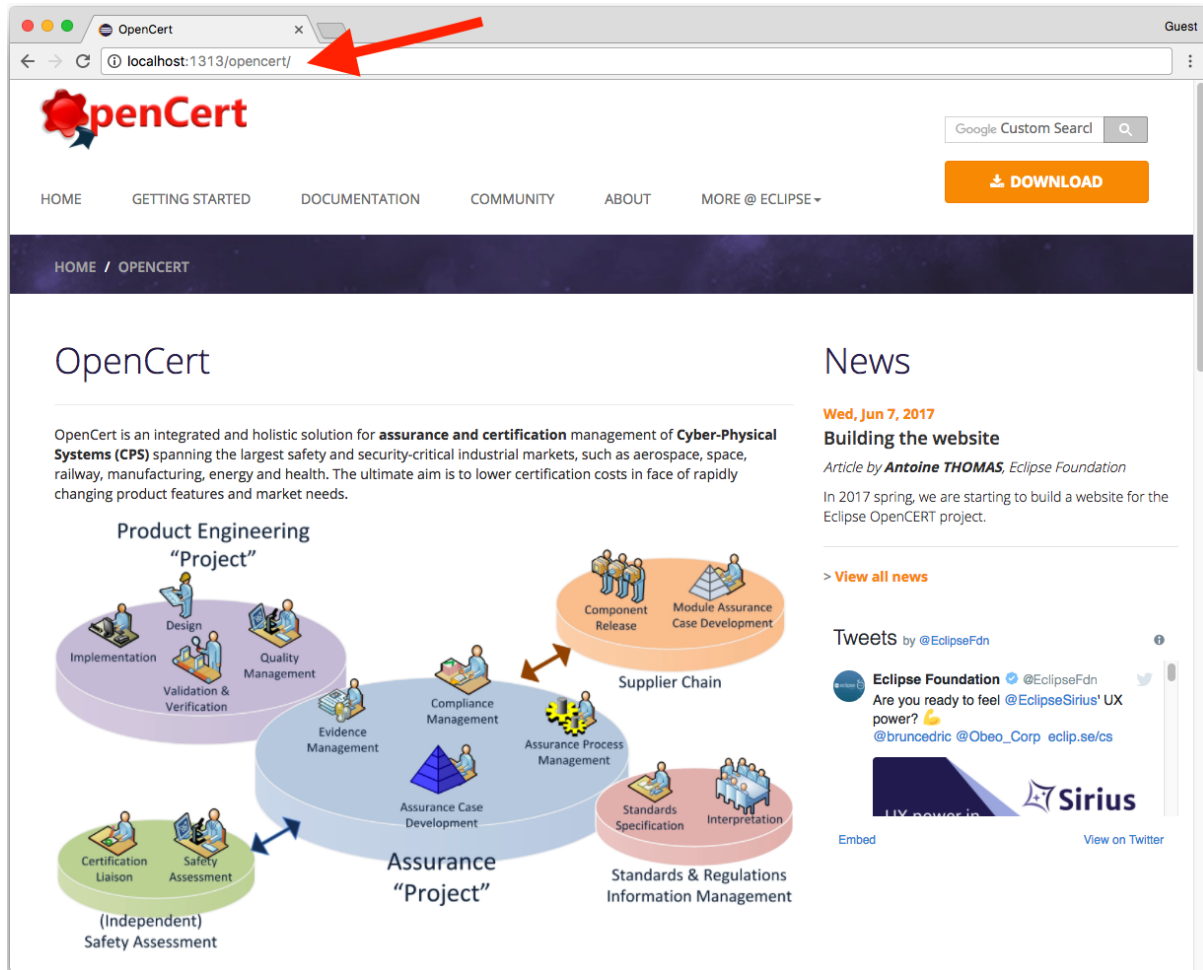 OpenCert
Guest
localhost:1313/opencert/
penCert
Google Custom Searcl
DOWNLOAD
HOME GETTING STARTED DOCUMENTATION COMMUNITY ABOUT MORE @ ECLIPSE
HOME / OPENCERT
OpenCert
OpenCert is an integrated and holistic solution for assurance and certification management of Cyber-Physical
Systems (CPS) spanning the largest safety and security-critical industrial markets, such as aerospace, space,
railway, manufacturing, energy and health. The ultimate aim is to lower certification costs in face of rapidly
changing product features and market needs.
Product Engineering
“Project”
Design
Implementation
Quality
Management
Validation &
Verification
Component
Release
Module Assurance
Case Development
Supplier Chain
Compliance
Management
Evidence
Management
Assurance Process
Management
Assurance Case
Development
Assurance
“Project”
Standards
Specification
Interpretation
Standards & Regulations
Information Management
Certification
Liaison
Safety
Assessment
(Independent)
Safety Assessment
News
Wed, Jun 7, 2017
Building the website
Article by Antoine THOMAS, Eclipse Foundation
In 2017 spring, we are starting to build a website for the
Eclipse OpenCERT project.
> View all news
Tweets by @EclipseFdn
Eclipse Foundation @EclipseFdn
Are you ready to feel @EclipseSirius' UX
power?
@bruncedric @Obeo_Corp eclip.se/cs
UX power in
Sirius
Embed
View on Twitter